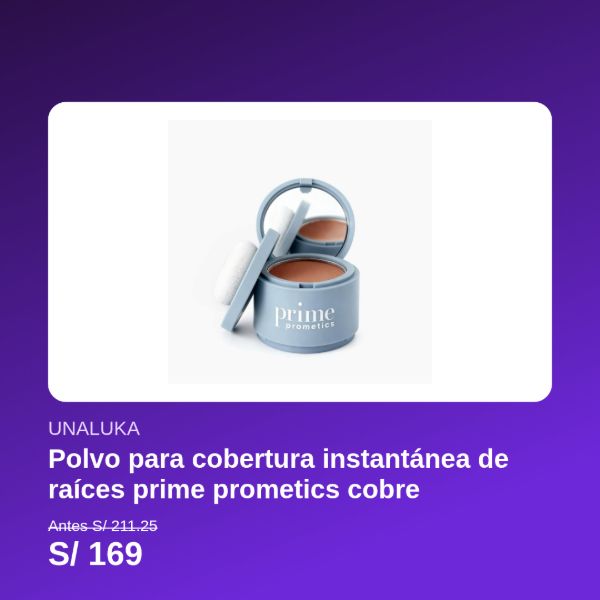 prime
prometics
UNALUKA
Polvo para cobertura instantánea de
raíces prime prometics cobre
Antes S/ 211.25
S/ 169